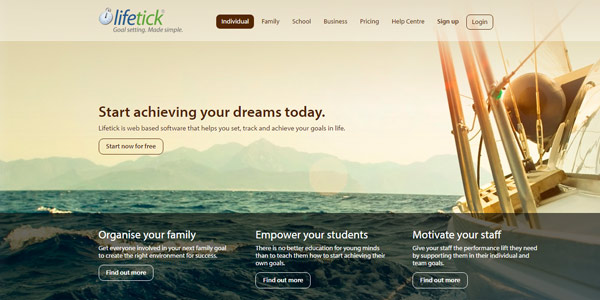 lifetick®
Goal setting. Made simple.
Individual Family School Business Pricing Help Centre Sign up Login
Start achieving your dreams today.
Lifetick is web based software that helps you set, track and achieve your goals in life.
Start now for free
Organise your family
Get everyone involved in your next family goal
to create the right environment for success.
Find out more
Empower your students
There is no better education for young minds
than to teach them how to start achieving their
own goals.
Find out more
Motivate your staff
Give your staff the performance lift they need
by supporting them in their individual and
team goals.
Find out more